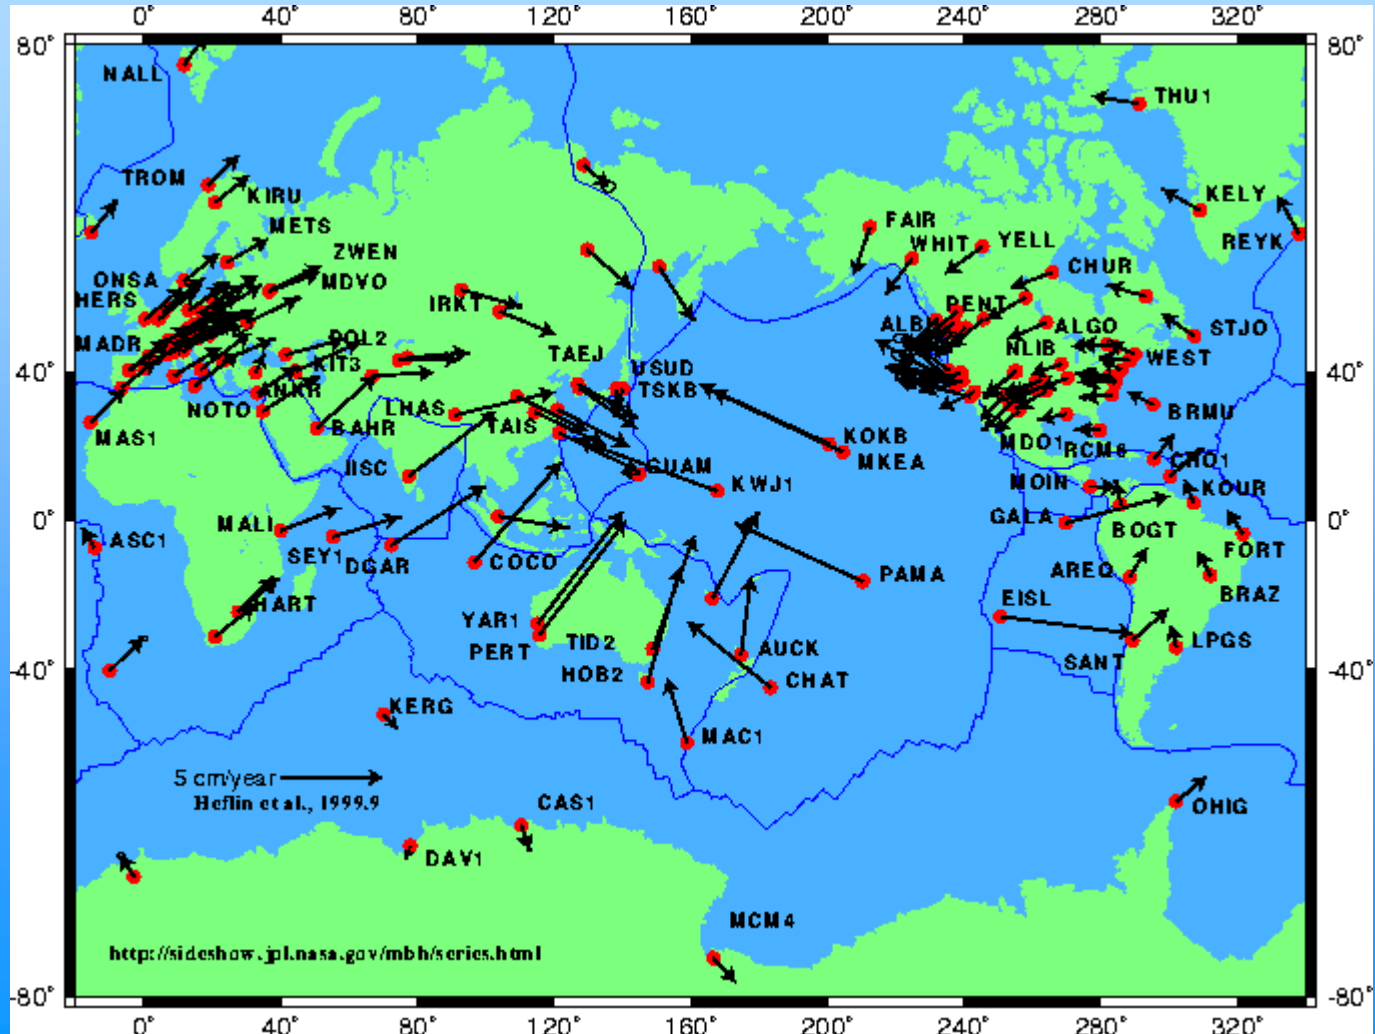 0° 40° 80° 120° 160° 200° 240° 280° 320°
80° 80°
NALL
THU1
TROM
KIRU
KELY
METS
FAIR
REYK
WHIT YELL
ZWEN
ONSA
CHUR
MDVO
HERS
IRKT
PENT
ALGO
STJO
MADR
POL2
TAEJ
NLIB
WEST
KIT3
40° 40°
USUD
ANKR
TSKB
NOTO
LHAS
BRMU
MAS1
BAHR
TAIS
KOKB
MDO1
RCM6
MKEA
CRO1
IISC
GUAM
MOIN
KWJ1
KOUR
GALA
0° 0°
MALI
BOGT
ASC1
SEY1
FORT
DGAR
COCO
AREQ
PAMA
BRAZ
HART
EISL
YAR1
TID2
LPGS
AUCK
PERT
SANT
HOB2
CHAT
-40° -40°
KERG
MAC1
5 cm/year
Heflin et al., 1999.9
CAS1
OHIG
DAV1
MCM4
http://sideshow.jpl.nasa.gov/mbh/series.html
-80° -80°
0° 40° 80° 120° 160° 200° 240° 280° 320°